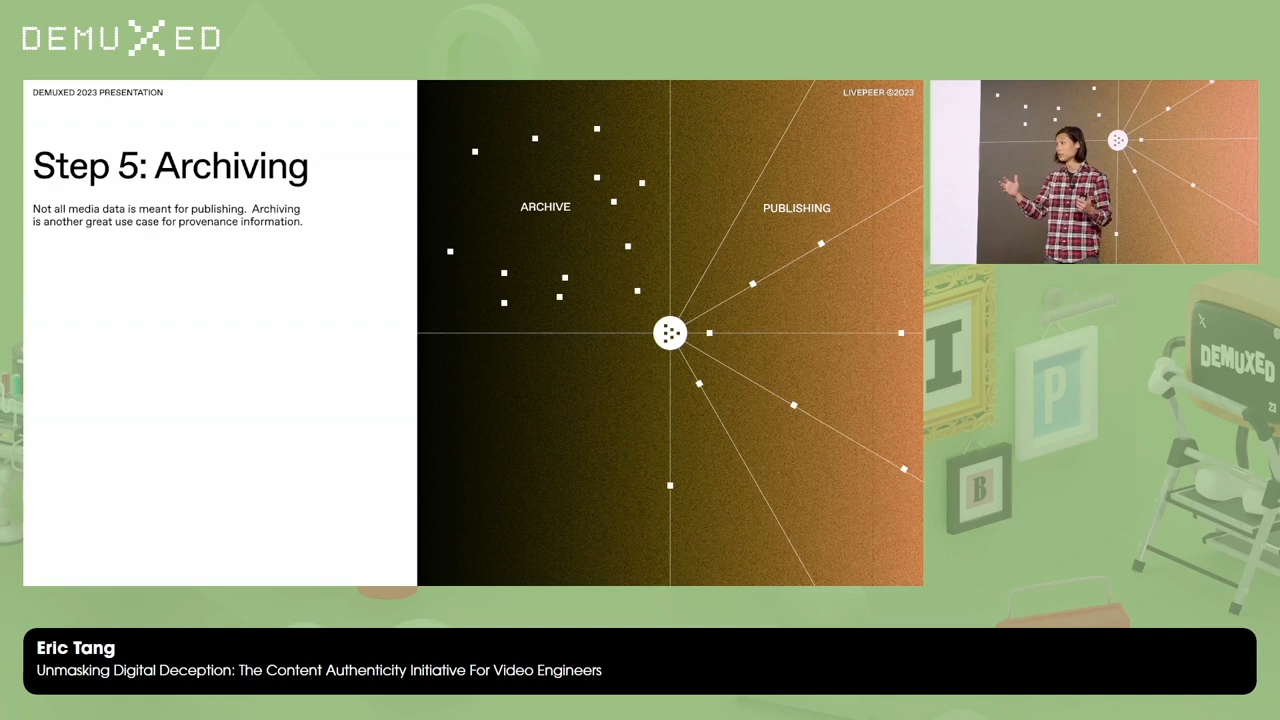 DEMUXED
DEMUXED 2023 PRESENTATION
LIVEPEER ©2023
Step 5: Archiving
Not all media data is meant for publishing. Archiving
is another great use case for provenance information.
ARCHIVE
PUBLISHING
I
P
B
DEMUXED
23
Eric Tang
Unmasking Digital Deception: The Content Authenticity Initiative For Video Engineers